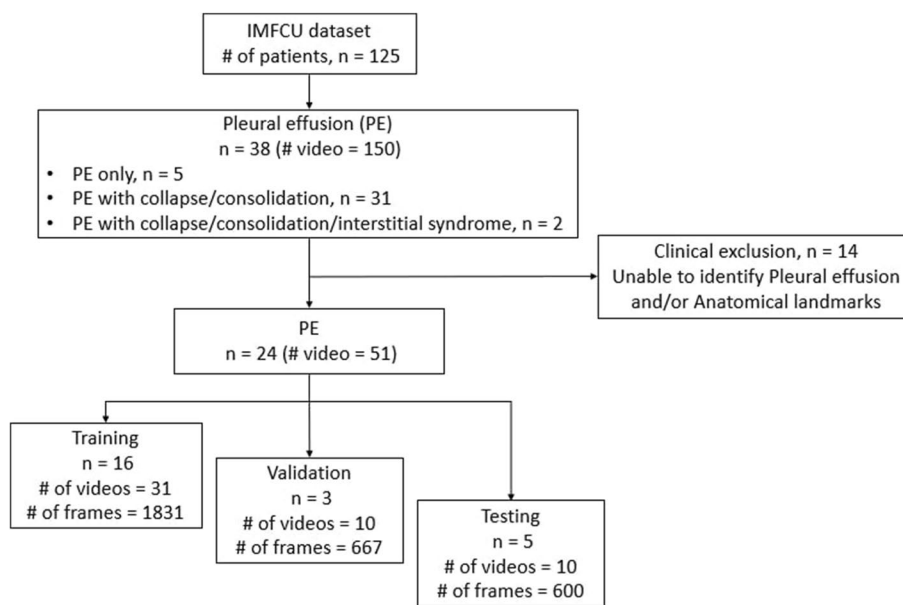 IMFCU dataset
# of patients, n = 125
Pleural effusion (PE)
n = 38 (# video = 150)
• PE only, n = 5
• PE with collapse/consolidation, n = 31
• PE with collapse/consolidation/interstitial syndrome, n = 2
Clinical exclusion, n = 14
Unable to identify Pleural effusion
and/or Anatomical landmarks
PE
n = 24 (# video = 51)
Training
n = 16
# of videos = 31
# of frames = 1831
Validation
n = 3
# of videos = 10
# of frames = 667
Testing
n = 5
# of videos = 10
# of frames = 600